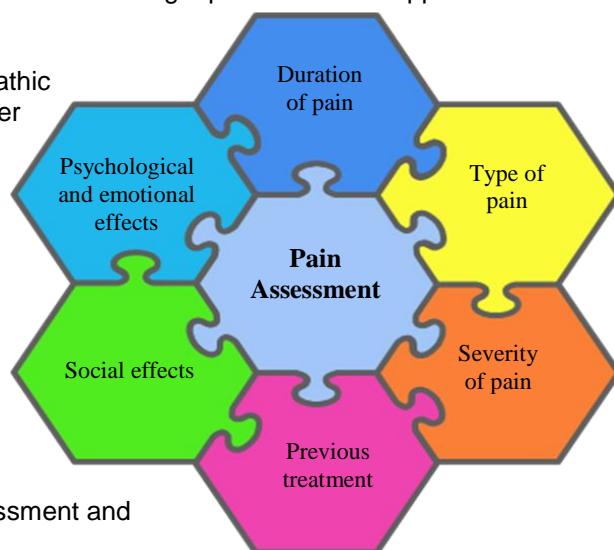 athic
er
Duration
of pain
Psychological
and emotional
effects
Type of
pain
Pain
Assessment
Social effects
Severity
of pain
Previous
treatment
ssment and